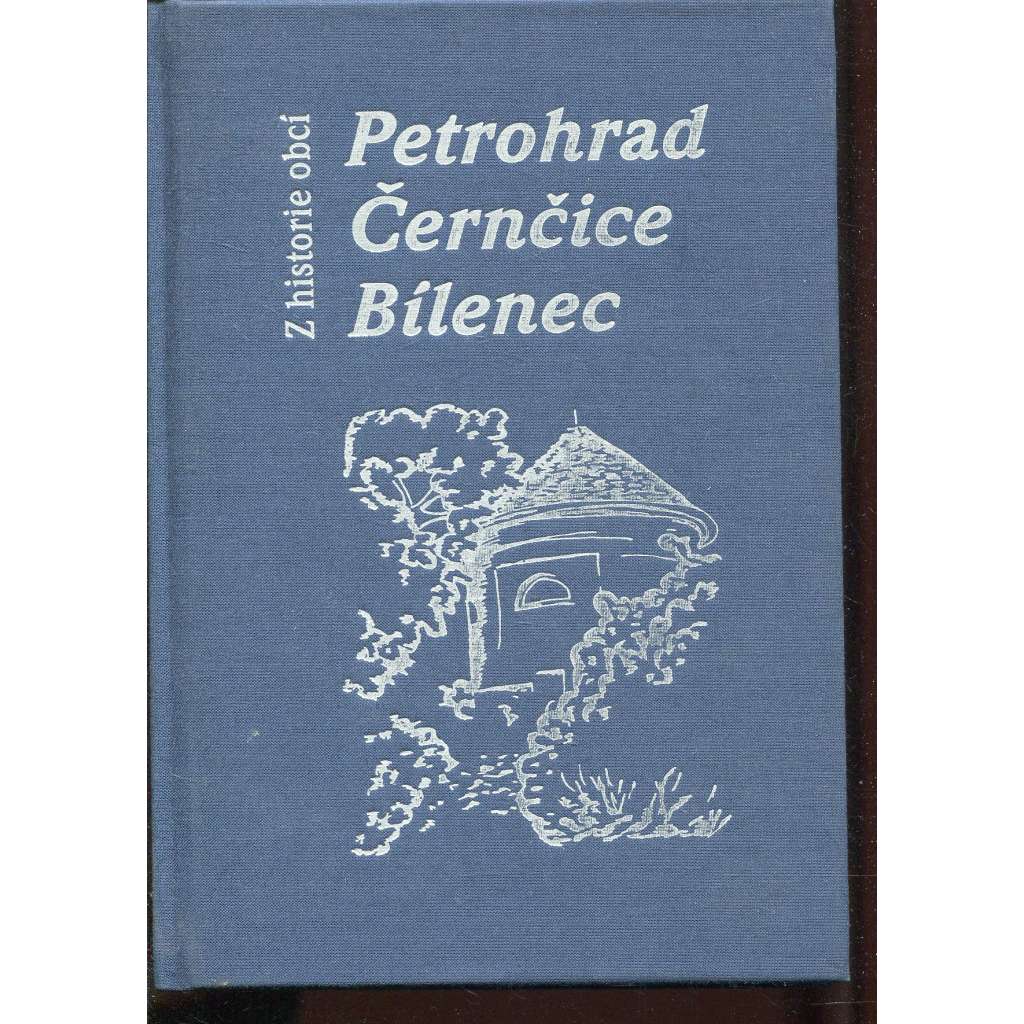 Z historie obcí
Petrohrad
Černčice
Bílenec